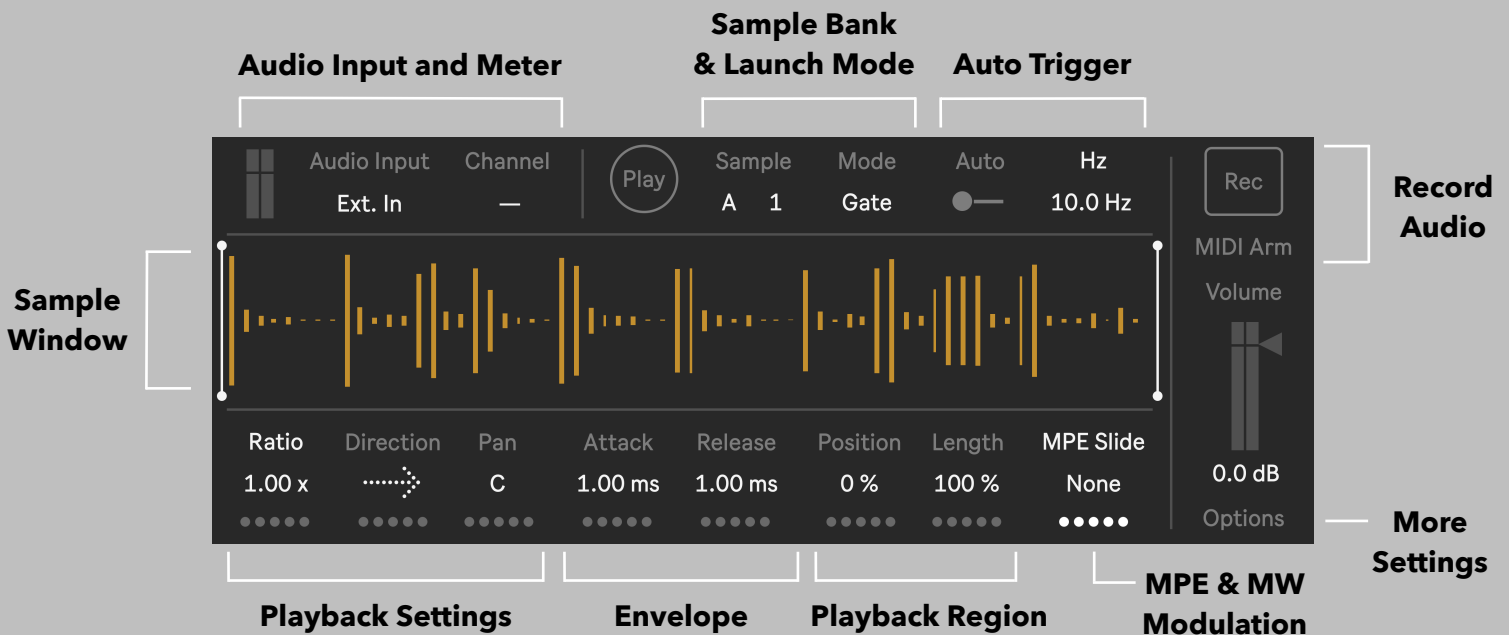 Sample Bank
& Launch Mode
Audio Input and Meter
Auto Trigger
Audio Input
Channel
Ext. In
—
Play
Sample
A 1
Mode
Gate
Auto
Hz
10.0 Hz
Rec
MIDI Arm
Record
Audio
Sample
Window
Volume
0.0 dB
Options
Ratio
1.00 x
Direction
Pan
C
Attack
1.00 ms
Release
1.00 ms
Position
0 %
Length
100 %
MPE Slide
None
More
Settings
Playback Settings
Envelope
Playback Region
MPE & MW
Modulation